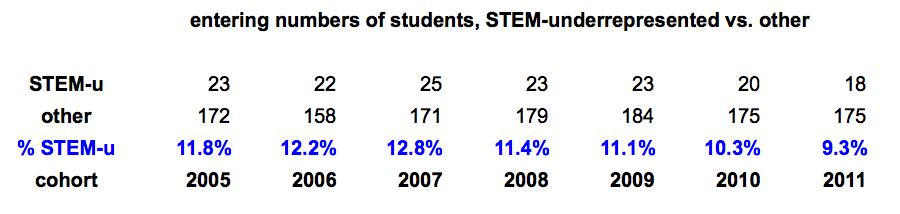 entering numbers of students, STEM-underrepresented vs. other
STEM-u 23 22 25 23 23 20 18
other 172 158 171 179 184 175 175
% STEM-u 11.8% 12.2% 12.8% 11.4% 11.1% 10.3% 9.3%
cohort 2005 2006 2007 2008 2009 2010 2011